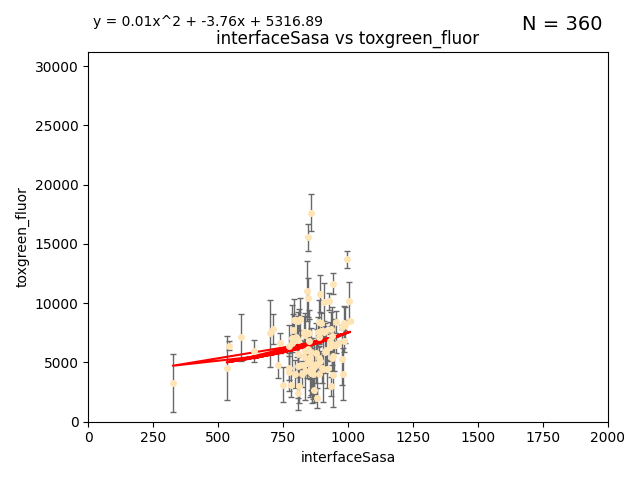 y = 0.01x^2 + -3.76x + 5316.89
N = 360
interfaceSasa vs toxgreen_fluor
30000
25000
20000
15000
10000
5000
0
toxgreen_fluor
0 250 500 750 1000 1250 1500 1750 2000
interfaceSasa